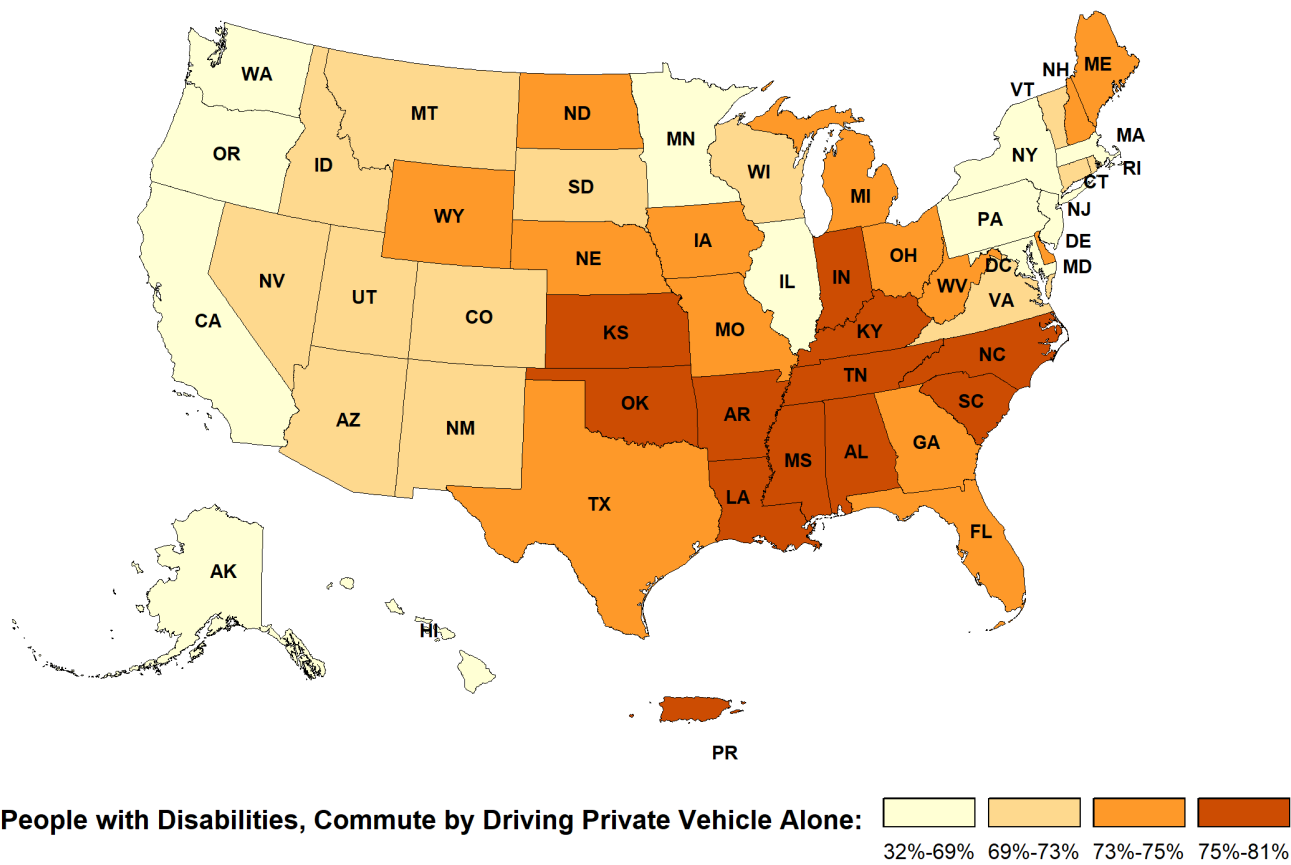 WA
MT
ND
MN
VT
NH
ME
OR
ID
SD
WI
MI
NY
MA
RI
CT
WY
NE
IA
PA
NJ
DE
MD
DC
NV
UT
CO
IL
IN
OH
WV
VA
CA
KS
MO
KY
NC
AZ
NM
OK
AR
TN
SC
MS
AL
GA
TX
LA
FL
AK
HI
PR
People with Disabilities, Commute by Driving Private Vehicle Alone:
32%-69% 69%-73% 73%-75% 75%-81%